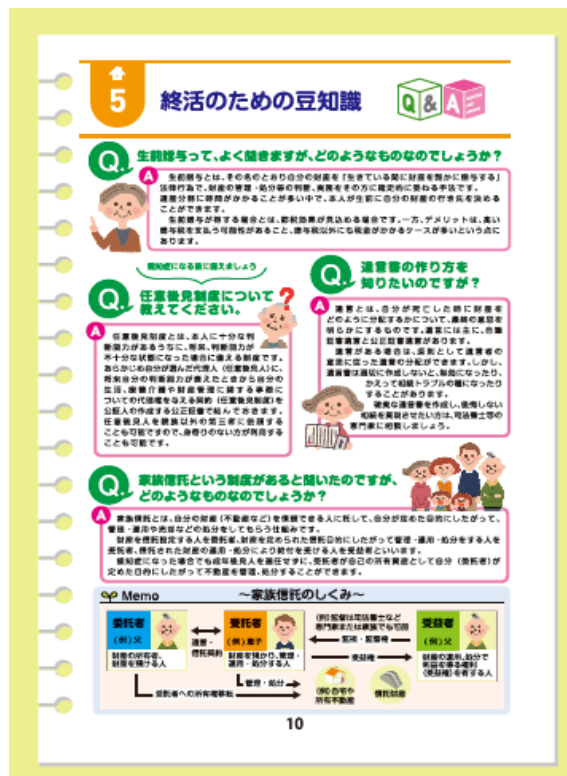 5
終活のための豆知識
Q & A
Q. 生前贈与って、よく聞きますが、どのようなものなのでしょうか？
A 生前贈与とは、その名のとおり自分の財産を「生きている間に財産を誰かに贈与する」
法律行為で、財産の管理・処分等の判断、実施をその方に確定的に委ねる手法です。
遺産分割に時間がかかることが多い中で、本人が生前に自分の財産の行き先を決める
ことができます。
生前贈与が得する場合とは、節税効果が見込める場合です。一方、デメリットは、高い
贈与税を支払う可能性があること、贈与税以外にも税金がかかるケースが多いという点に
あります。
認知症になる前に備えましょう
Q. 任意後見制度について
教えてください。
A 任意後見制度とは、本人に十分な判
断能力があるうちに、将来、判断能力が
不十分な状態になった場合に備える制度です。
あらかじめ自分が選んだ代理人（任意後見人）に、
将来自分の判断能力が衰えたときから自分の
生活、療養介護や財産管理に関する事務に
ついての代理権を与える契約（任意後見契約）を
公証人の作成する公正証書で結んでおきます。
任意後見人を親族以外の第三者に依頼する
ことも可能ですので、身寄りのない方が利用する
ことも可能です。
Q. 遺言書の作り方を
知りたいのですが？
A 遺言とは、自分が死亡した時に財産を
どのように分配するかについて、最終の意思を
明らかにするものです。遺言には主に、自筆
証書遺言と公正証書遺言があります。
遺言がある場合は、原則として遺言者の
意思に従った遺産の分配ができます。しかし、
遺言書は適切に作成しないと、無効になったり、
かえって相続トラブルの種になったり
することがあります。
確実な遺言書を作成し、後悔しない
相続を実現させたい方は、司法書士等の
専門家に相談しましょう。
Q. 家族信託という制度があると聞いたのですが、
どのようなものなのでしょうか？
A 家族信託とは、自分の財産（不動産など）を信頼できる人に託して、自分が定めた目的にしたがって、
管理・運用や売却などの処分をしてもらう仕組みです。
財産を信託設定する人を委託者、財産を定められた信託目的にしたがって管理・運用・処分をする人を
受託者、信託された財産の運用・処分により給付を受ける人を受益者といいます。
認知症になった場合でも成年後見人を選任せずに、受託者が自己の所有資産として自分（委託者）が
定めた目的にしたがって不動産を管理、処分することができます。
Memo ～家族信託のしくみ～
委託者
（例）父
財産の所有者、
財産を預ける人
遺言・
信託契約
受託者
（例）息子
財産を預かり、管理・
運用・処分する人
（例）監督は司法書士など
専門家または家族でも可能
監視・監督権
受益権
受益者
（例）父
財産の運用、処分で
利益を得る権利
（受益権）を有する人
管理・処分
受託者への所有権移転
（例）自宅や
所有不動産
信託財産
10